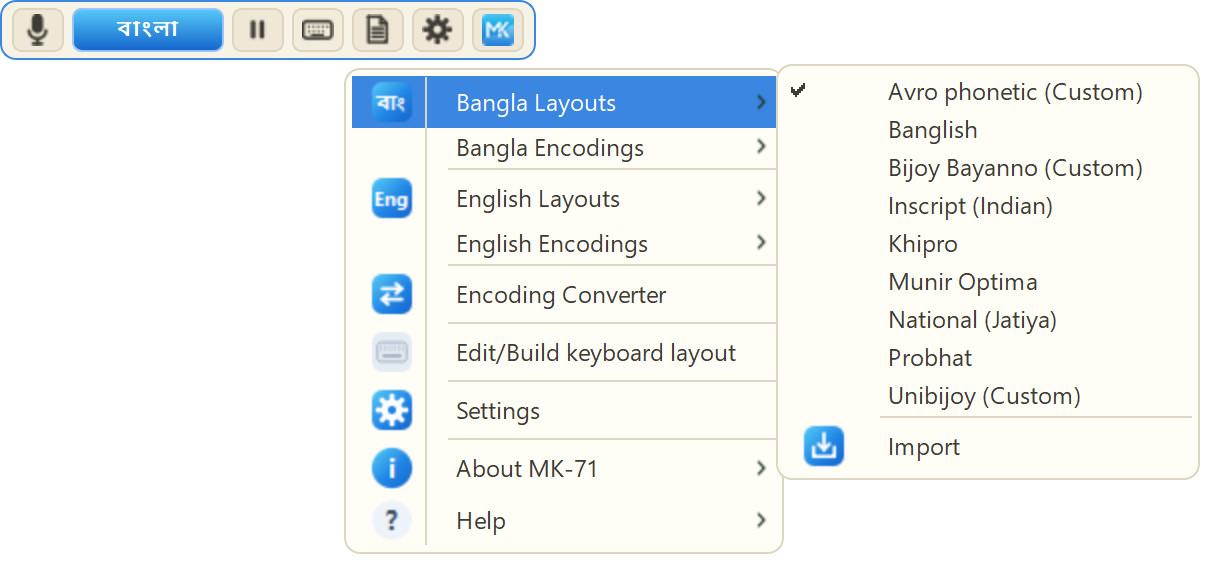 বাংলা
MK
বাং
Bangla Layouts
Bangla Encodings
Eng
English Layouts
English Encodings
Encoding Converter
Edit/Build keyboard layout
Settings
i
About MK-71
?
Help
Avro phonetic (Custom)
Banglish
Bijoy Bayanno (Custom)
Inscript (Indian)
Khipro
Munir Optima
National (Jatiya)
Probhat
Unibijoy (Custom)
Import